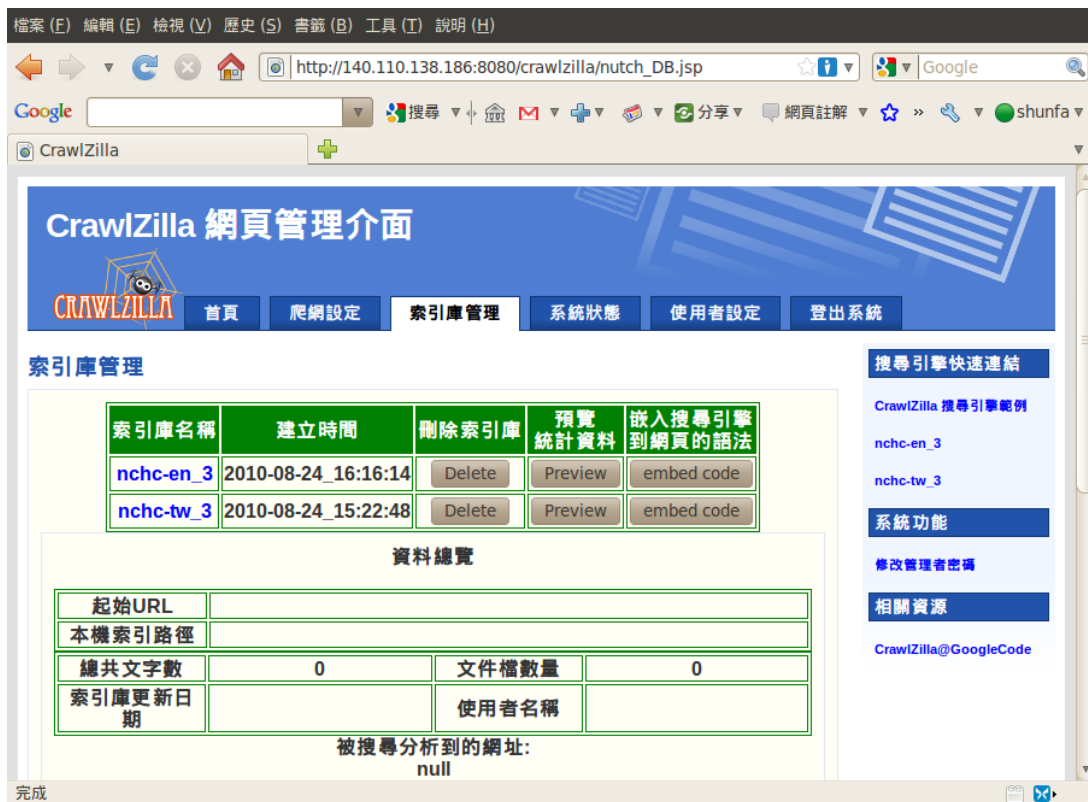 檔案 (F) 編輯 (E) 檢視 (V) 歷史 (S) 書籤 (B) 工具 (T) 說明 (H)
http://140.110.138.186:8080/crawlzilla/nutch_DB.jsp
Google
Google
搜尋
分享
網頁註解
»
shunfa
CrawlZilla
CrawlZilla 網頁管理介面
CRAWLZILLA
首頁
爬網設定
索引庫管理
系統狀態
使用者設定
登出系統
索引庫管理
索引庫名稱 建立時間 刪除索引庫 預覽統計資料 嵌入搜尋引擎到網頁的語法
nchc-en_3 2010-08-24_16:16:14 Delete Preview embed code
nchc-tw_3 2010-08-24_15:22:48 Delete Preview embed code
資料總覽
起始URL
本機索引路徑
總共文字數 0 文件檔數量 0
索引庫更新日期 使用者名稱
被搜尋分析到的網址:
null
搜尋引擎快速連結
CrawlZilla 搜尋引擎範例
nchc-en_3
nchc-tw_3
系統功能
修改管理者密碼
相關資源
CrawlZilla@GoogleCode
完成